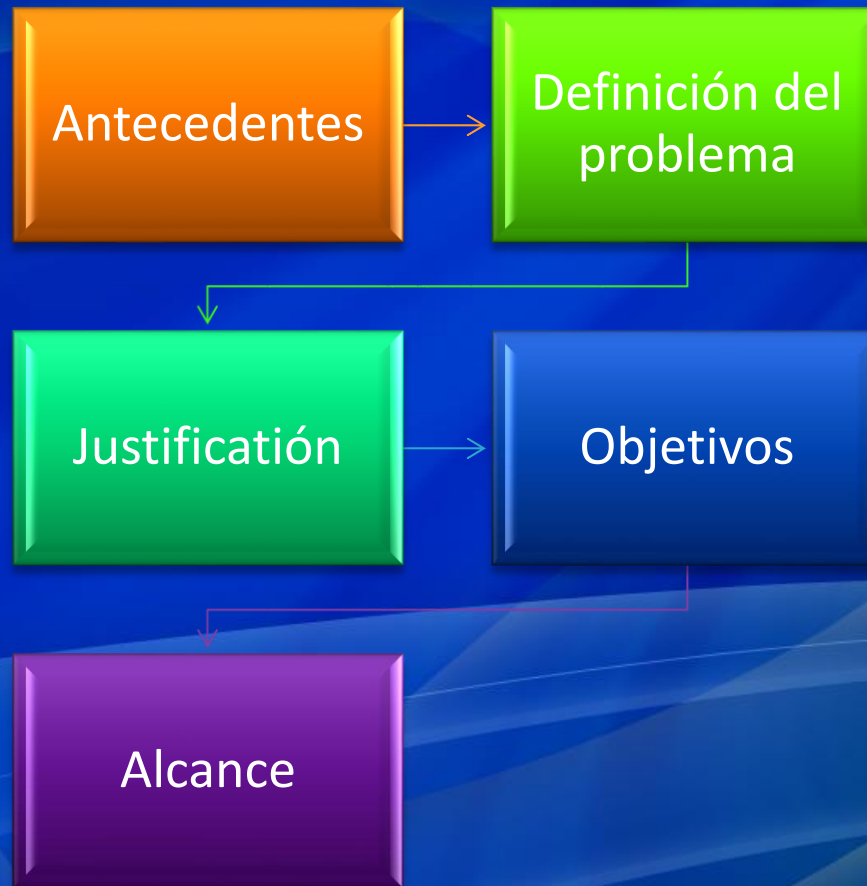 Antecedentes
Definición del
problema
Justificatión
Objetivos
Alcance